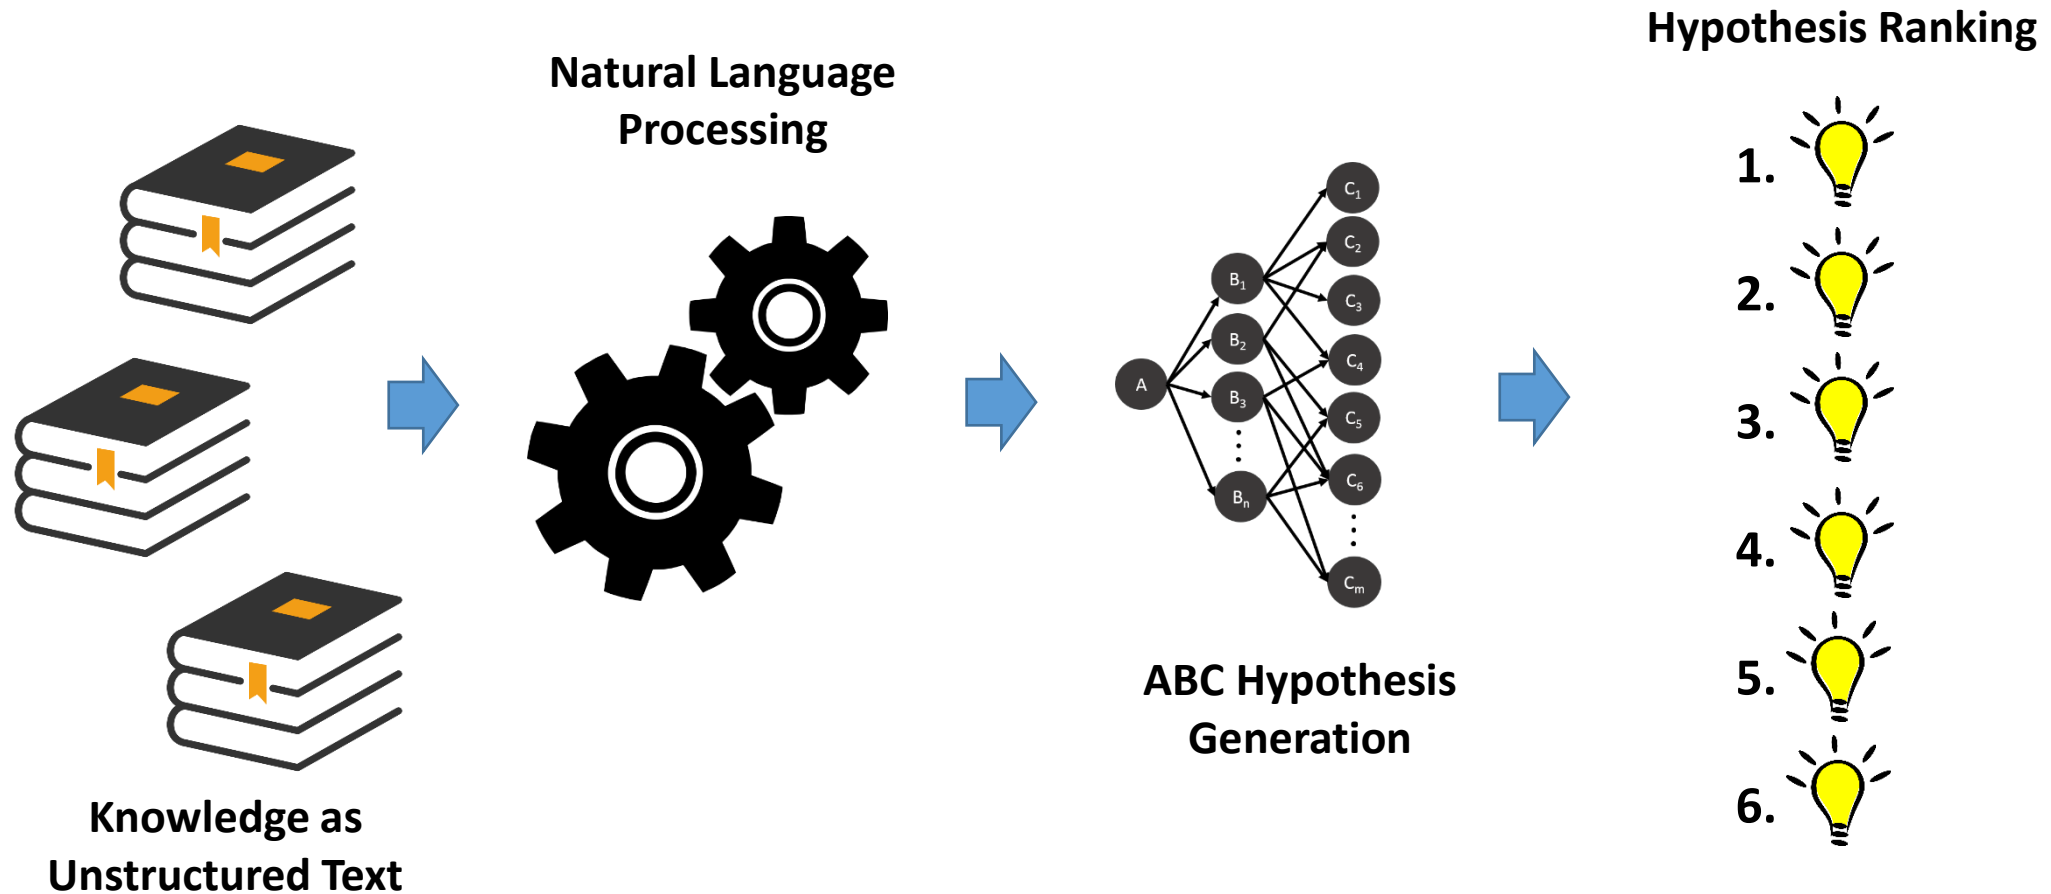 Knowledge as
Unstructured Text
Natural Language
Processing
A
B1
B2
B3
Bn
C1
C2
C3
C4
C5
C6
Cm
ABC Hypothesis
Generation
Hypothesis Ranking
1.
2.
3.
4.
5.
6.